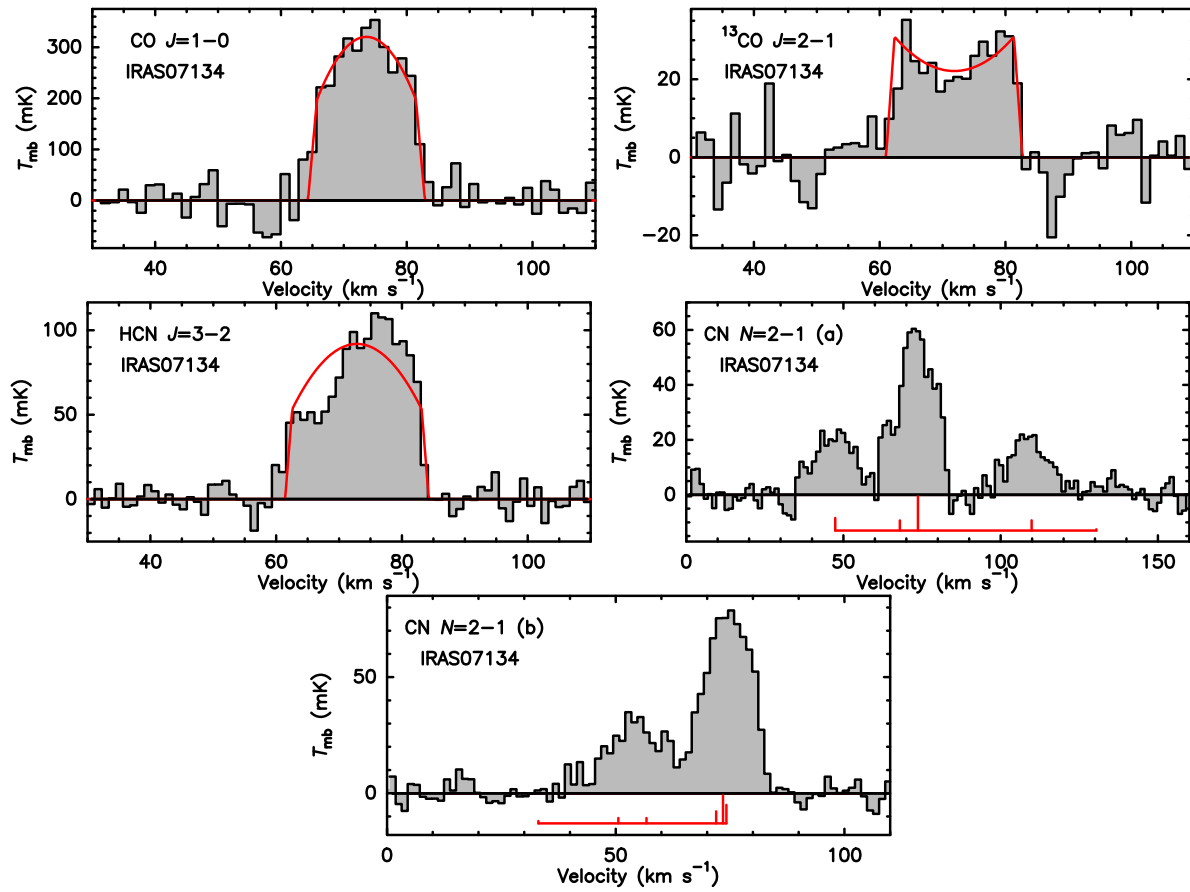 CO J=1−0
IRAS07134
T_mb (mK)
300
200
100
0
40 60 80 100
Velocity (km s⁻¹)
¹³CO J=2−1
IRAS07134
T_mb (mK)
20
0
−20
40 60 80 100
Velocity (km s⁻¹)
HCN J=3−2
IRAS07134
T_mb (mK)
100
50
0
40 60 80 100
Velocity (km s⁻¹)
CN N=2−1 (a)
IRAS07134
T_mb (mK)
60
40
20
0
0 50 100 150
Velocity (km s⁻¹)
CN N=2−1 (b)
IRAS07134
T_mb (mK)
50
0
0 50 100
Velocity (km s⁻¹)